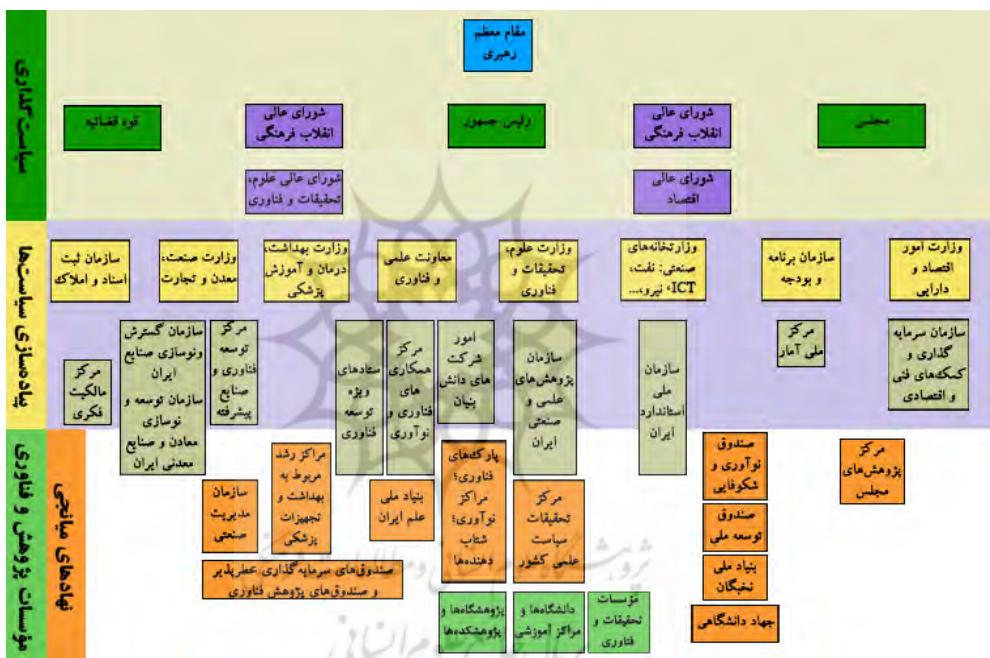 سیاست گذاری
مقام معظم
رهبری
مجلس
شورای عالی
انقلاب فرهنگی
رئیس جمهور
شورای عالی
انقلاب فرهنگی
قوه قضائیه
شورای عالی
اقتصاد
شورای عالی علوم،
تحقیقات و فناوری
پیاده‌سازی سیاست‌ها
وزارت امور
اقتصاد و
دارایی
سازمان برنامه
و بودجه
وزارتخانه‌های
صنعتی: نفت،
ICT، نیرو،...
وزارت علوم،
تحقیقات و
فناوری
معاونت علمی
و فناوری
وزارت بهداشت،
درمان و آموزش
پزشکی
وزارت صنعت،
معدن و تجارت
سازمان ثبت
اسناد و املاک
سازمان سرمایه
گذاری و
کمک‌های فنی
و اقتصادی
مرکز
ملی آمار
سازمان
ملی
استاندارد
ایران
سازمان
پژوهش‌های
علمی و
صنعتی
ایران
امور
شرکت
های دانش
بنیان
مرکز
همکاری
های
فناوری و
نوآوری
ستادهای
ویژه
توسعه
فناوری
مرکز
توسعه
فناوری و
صنایع
پیشرفته
سازمان گسترش
ونوسازی صنایع
ایران
سازمان توسعه و
نوسازی
معادن و صنایع
معدنی ایران
مرکز
مالکیت
فکری
نهادهای میانجی
مرکز
پژوهش‌های
مجلس
صندوق
نوآوری و
شکوفایی
صندوق
توسعه ملی
بنیاد ملی
نخبگان
جهاد دانشگاهی
مرکز
تحقیقات
سیاست
علمی کشور
پارک‌های
فناوری؛
مراکز
نوآوری؛
شتاب
دهنده‌ها
بنیاد ملی
علم ایران
مراکز رشد
مربوط به
بهداشت و
تجهیزات
پزشکی
سازمان
مدیریت
صنعتی
صندوق‌های سرمایه گذاری خطرپذیر
و صندوق‌های پژوهش فناوری
مؤسسات پژوهش و فناوری
مؤسسات
تحقیقات و
فناوری
دانشگاه‌ها و
مراکز آموزشی
پژوهشگاه‌ها و
پژوهشکده‌ها